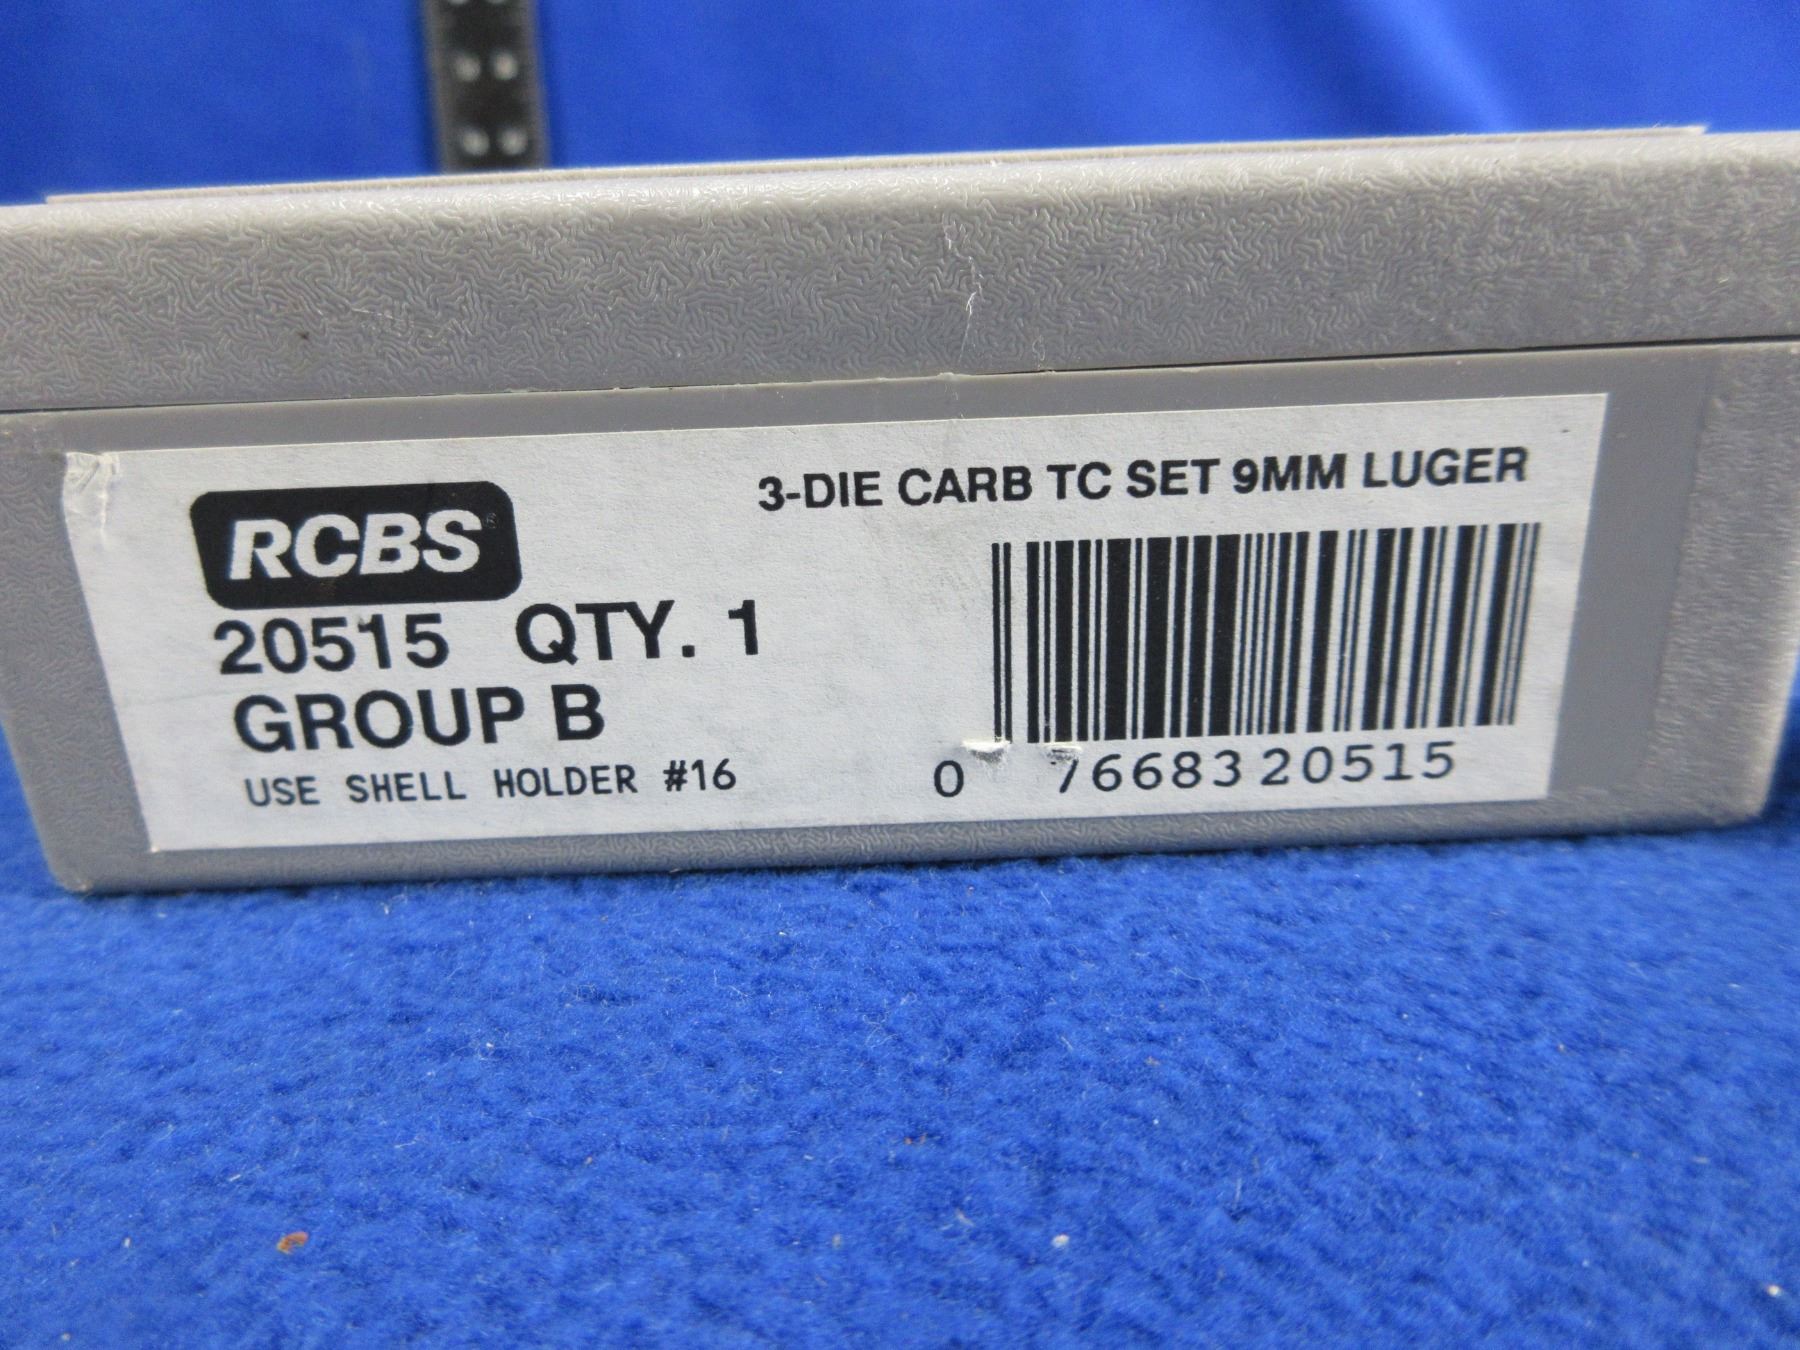 3-DIE CARB TC SET 9MM LUGER
RCBS®
20515 QTY. 1
GROUP B
USE SHELL HOLDER #16
0 76683 20515